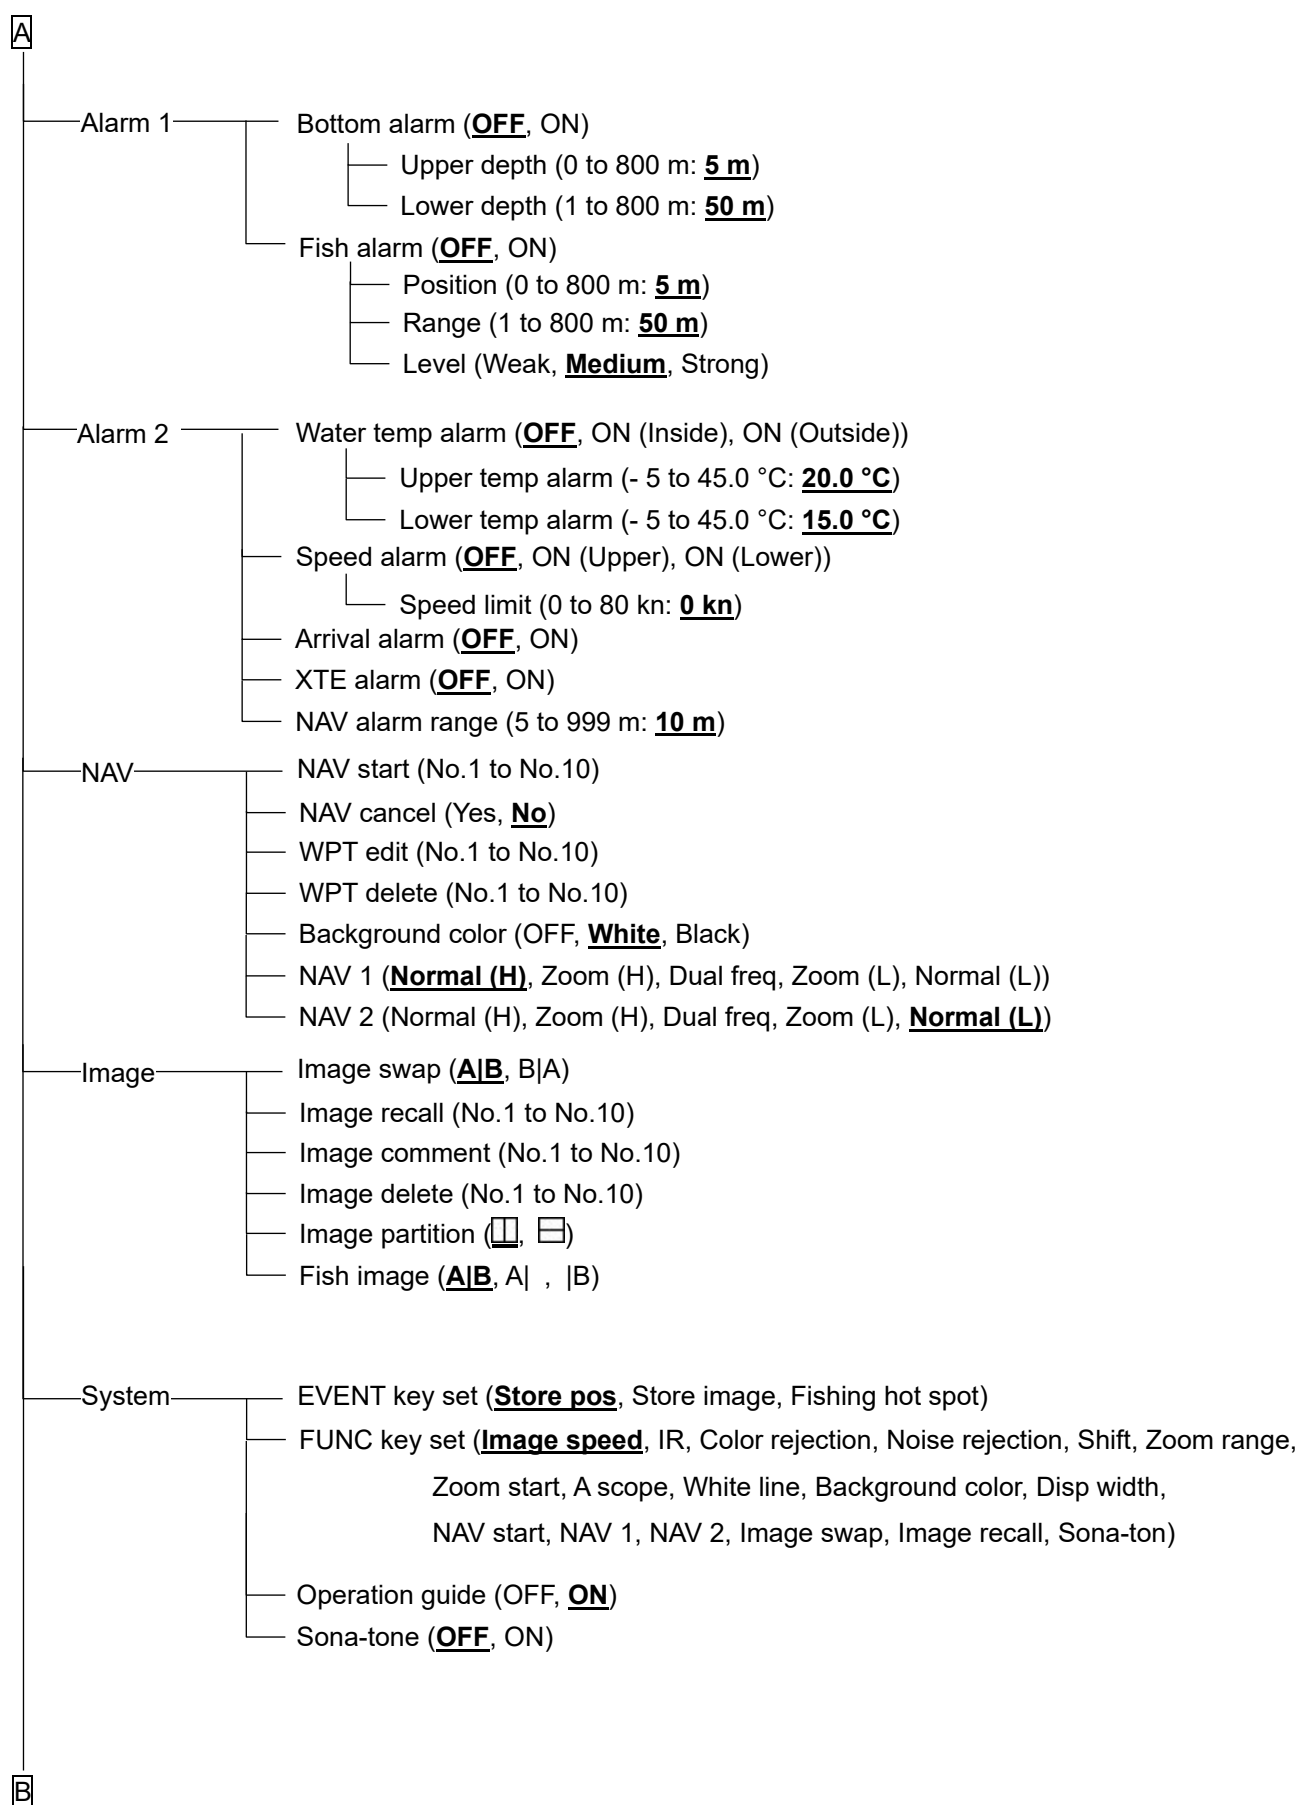 A
Alarm 1 Bottom alarm (OFF, ON)
Upper depth (0 to 800 m: 5 m)
Lower depth (1 to 800 m: 50 m)
Fish alarm (OFF, ON)
Position (0 to 800 m: 5 m)
Range (1 to 800 m: 50 m)
Level (Weak, Medium, Strong)
Alarm 2 Water temp alarm (OFF, ON (Inside), ON (Outside))
Upper temp alarm (- 5 to 45.0 °C: 20.0 °C)
Lower temp alarm (- 5 to 45.0 °C: 15.0 °C)
Speed alarm (OFF, ON (Upper), ON (Lower))
Speed limit (0 to 80 kn: 0 kn)
Arrival alarm (OFF, ON)
XTE alarm (OFF, ON)
NAV alarm range (5 to 999 m: 10 m)
NAV NAV start (No.1 to No.10)
NAV cancel (Yes, No)
WPT edit (No.1 to No.10)
WPT delete (No.1 to No.10)
Background color (OFF, White, Black)
NAV 1 (Normal (H), Zoom (H), Dual freq, Zoom (L), Normal (L))
NAV 2 (Normal (H), Zoom (H), Dual freq, Zoom (L), Normal (L))
Image Image swap (A|B, B|A)
Image recall (No.1 to No.10)
Image comment (No.1 to No.10)
Image delete (No.1 to No.10)
Image partition ( , )
Fish image (A|B, A| , |B)
System EVENT key set (Store pos, Store image, Fishing hot spot)
FUNC key set (Image speed, IR, Color rejection, Noise rejection, Shift, Zoom range,
Zoom start, A scope, White line, Background color, Disp width,
NAV start, NAV 1, NAV 2, Image swap, Image recall, Sona-ton)
Operation guide (OFF, ON)
Sona-tone (OFF, ON)
B